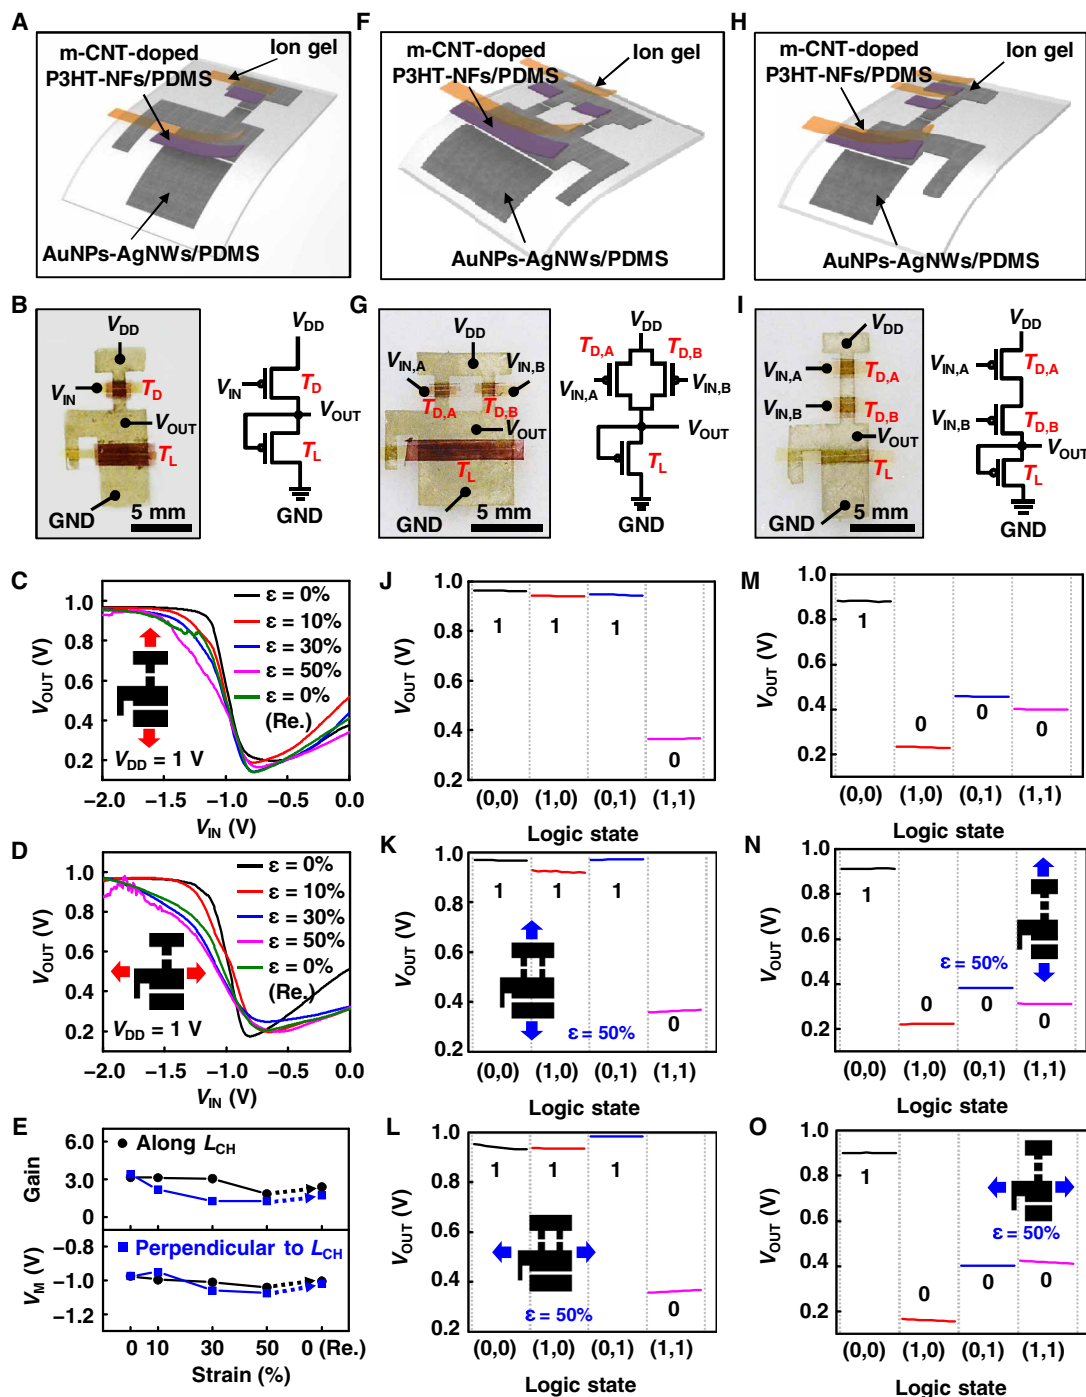 A
m-CNT-doped
P3HT-NFs/PDMS
Ion gel
AuNPs-AgNWs/PDMS
F
m-CNT-doped
P3HT-NFs/PDMS
Ion gel
AuNPs-AgNWs/PDMS
H
m-CNT-doped
P3HT-NFs/PDMS
Ion gel
AuNPs-AgNWs/PDMS
B
VDD
VIN
TD
VOUT
TL
GND
5 mm
VDD
VIN
TD
VOUT
TL
GND
G
VDD
VIN,A
VIN,B
TD,A
TD,B
VOUT
TL
GND
5 mm
VDD
TD,A
TD,B
VIN,A
VIN,B
VOUT
TL
GND
I
VDD
VIN,A
TD,A
VIN,B
TD,B
VOUT
TL
GND
5 mm
VDD
VIN,A
TD,A
VIN,B
TD,B
VOUT
TL
GND
C
VOUT (V)
1.0
0.8
0.6
0.4
0.2
ε = 0%
ε = 10%
ε = 30%
ε = 50%
ε = 0%
(Re.)
VDD = 1 V
−2.0 −1.5 −1.0 −0.5 0.0
VIN (V)
D
VOUT (V)
1.0
0.8
0.6
0.4
0.2
ε = 0%
ε = 10%
ε = 30%
ε = 50%
ε = 0%
(Re.)
VDD = 1 V
−2.0 −1.5 −1.0 −0.5 0.0
VIN (V)
E
Gain
6.0
3.0
0
Along LCH
VM (V)
−0.8
−1.0
−1.2
Perpendicular to LCH
0 10 30 50 0 (Re.)
Strain (%)
J
VOUT (V)
1.0
0.8
0.6
0.4
0.2
1 1 1
0
(0,0) (1,0) (0,1) (1,1)
Logic state
K
VOUT (V)
1.0
0.8
0.6
0.4
0.2
1 1 1
0
ε = 50%
(0,0) (1,0) (0,1) (1,1)
Logic state
L
VOUT (V)
1.0
0.8
0.6
0.4
0.2
1 1 1
0
ε = 50%
(0,0) (1,0) (0,1) (1,1)
Logic state
M
VOUT (V)
1.0
0.8
0.6
0.4
0.2
1
0 0 0
(0,0) (1,0) (0,1) (1,1)
Logic state
N
VOUT (V)
1.0
0.8
0.6
0.4
0.2
1
ε = 50%
0 0 0
(0,0) (1,0) (0,1) (1,1)
Logic state
O
VOUT (V)
1.0
0.8
0.6
0.4
0.2
1
ε = 50%
0 0 0
(0,0) (1,0) (0,1) (1,1)
Logic state